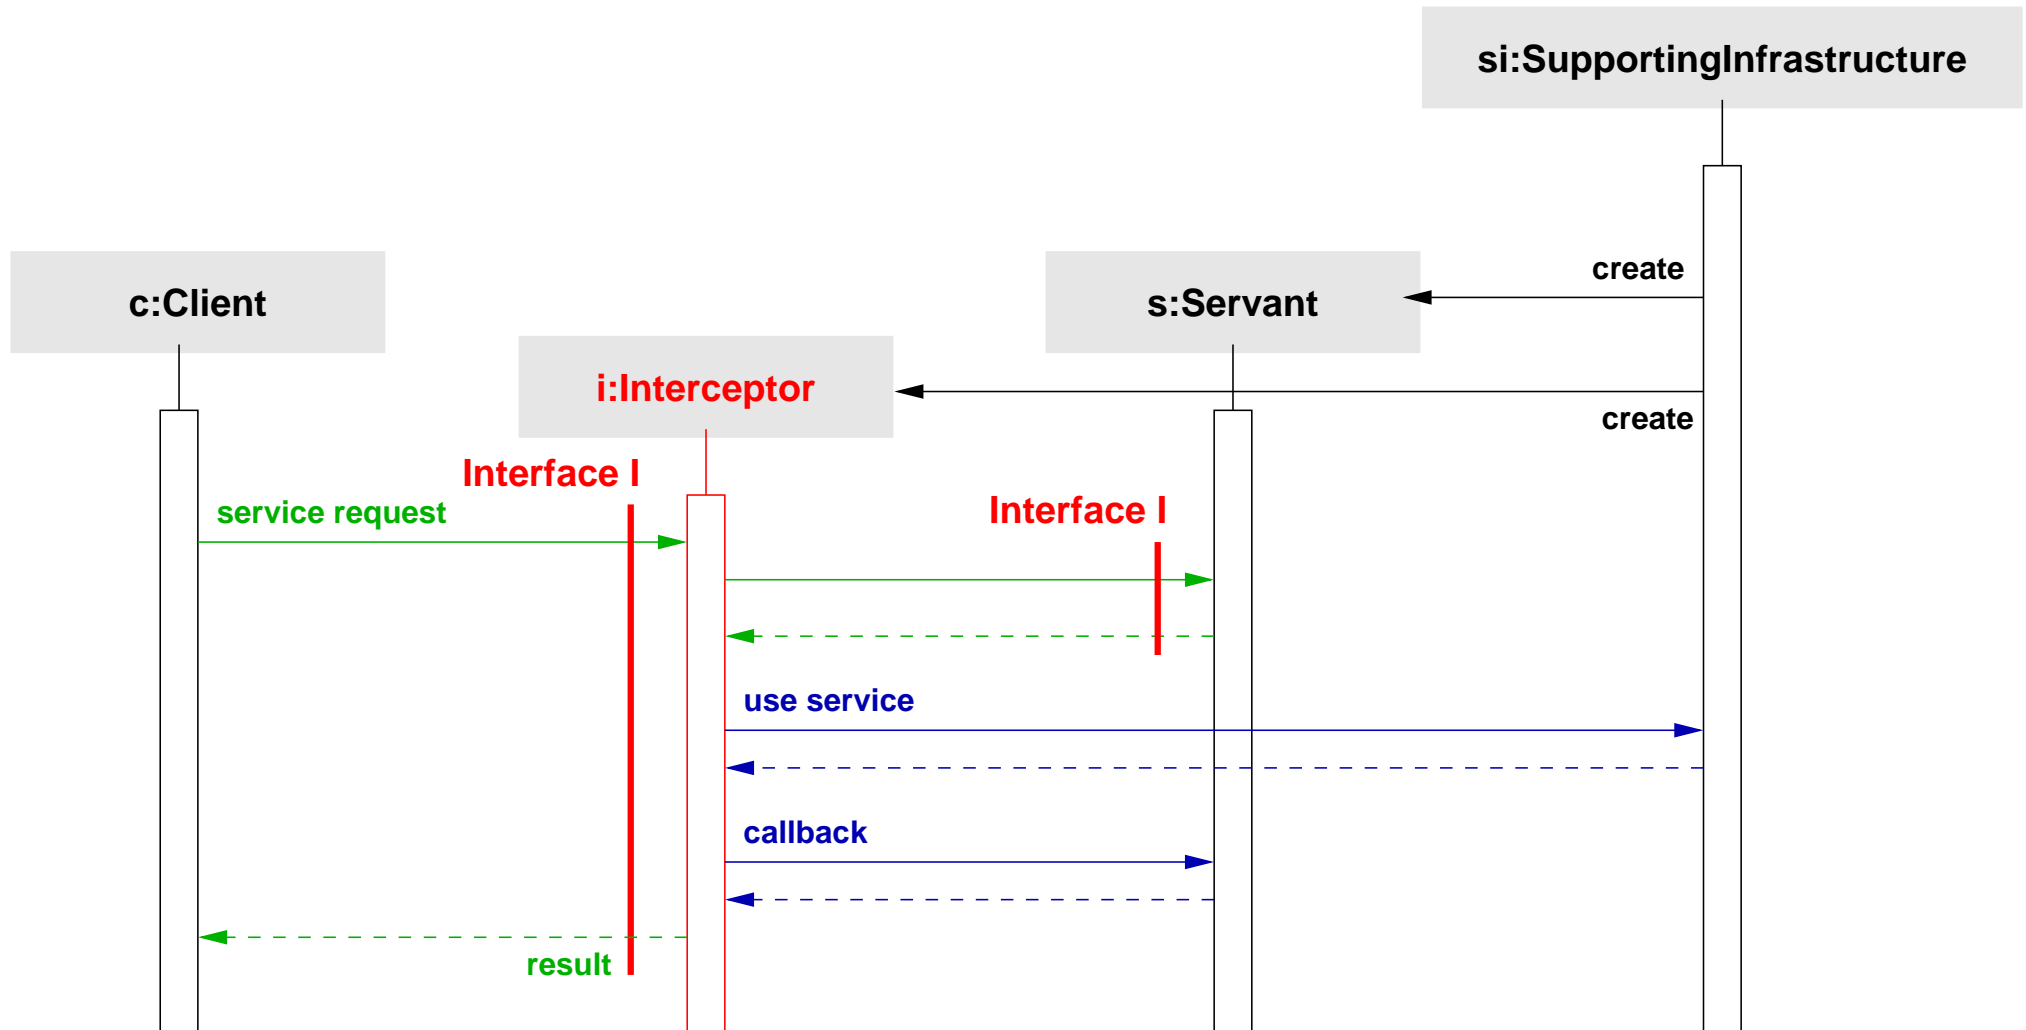 si:SupportingInfrastructure
create
c:Client
s:Servant
i:Interceptor
create
Interface I
service request
Interface I
use service
callback
result